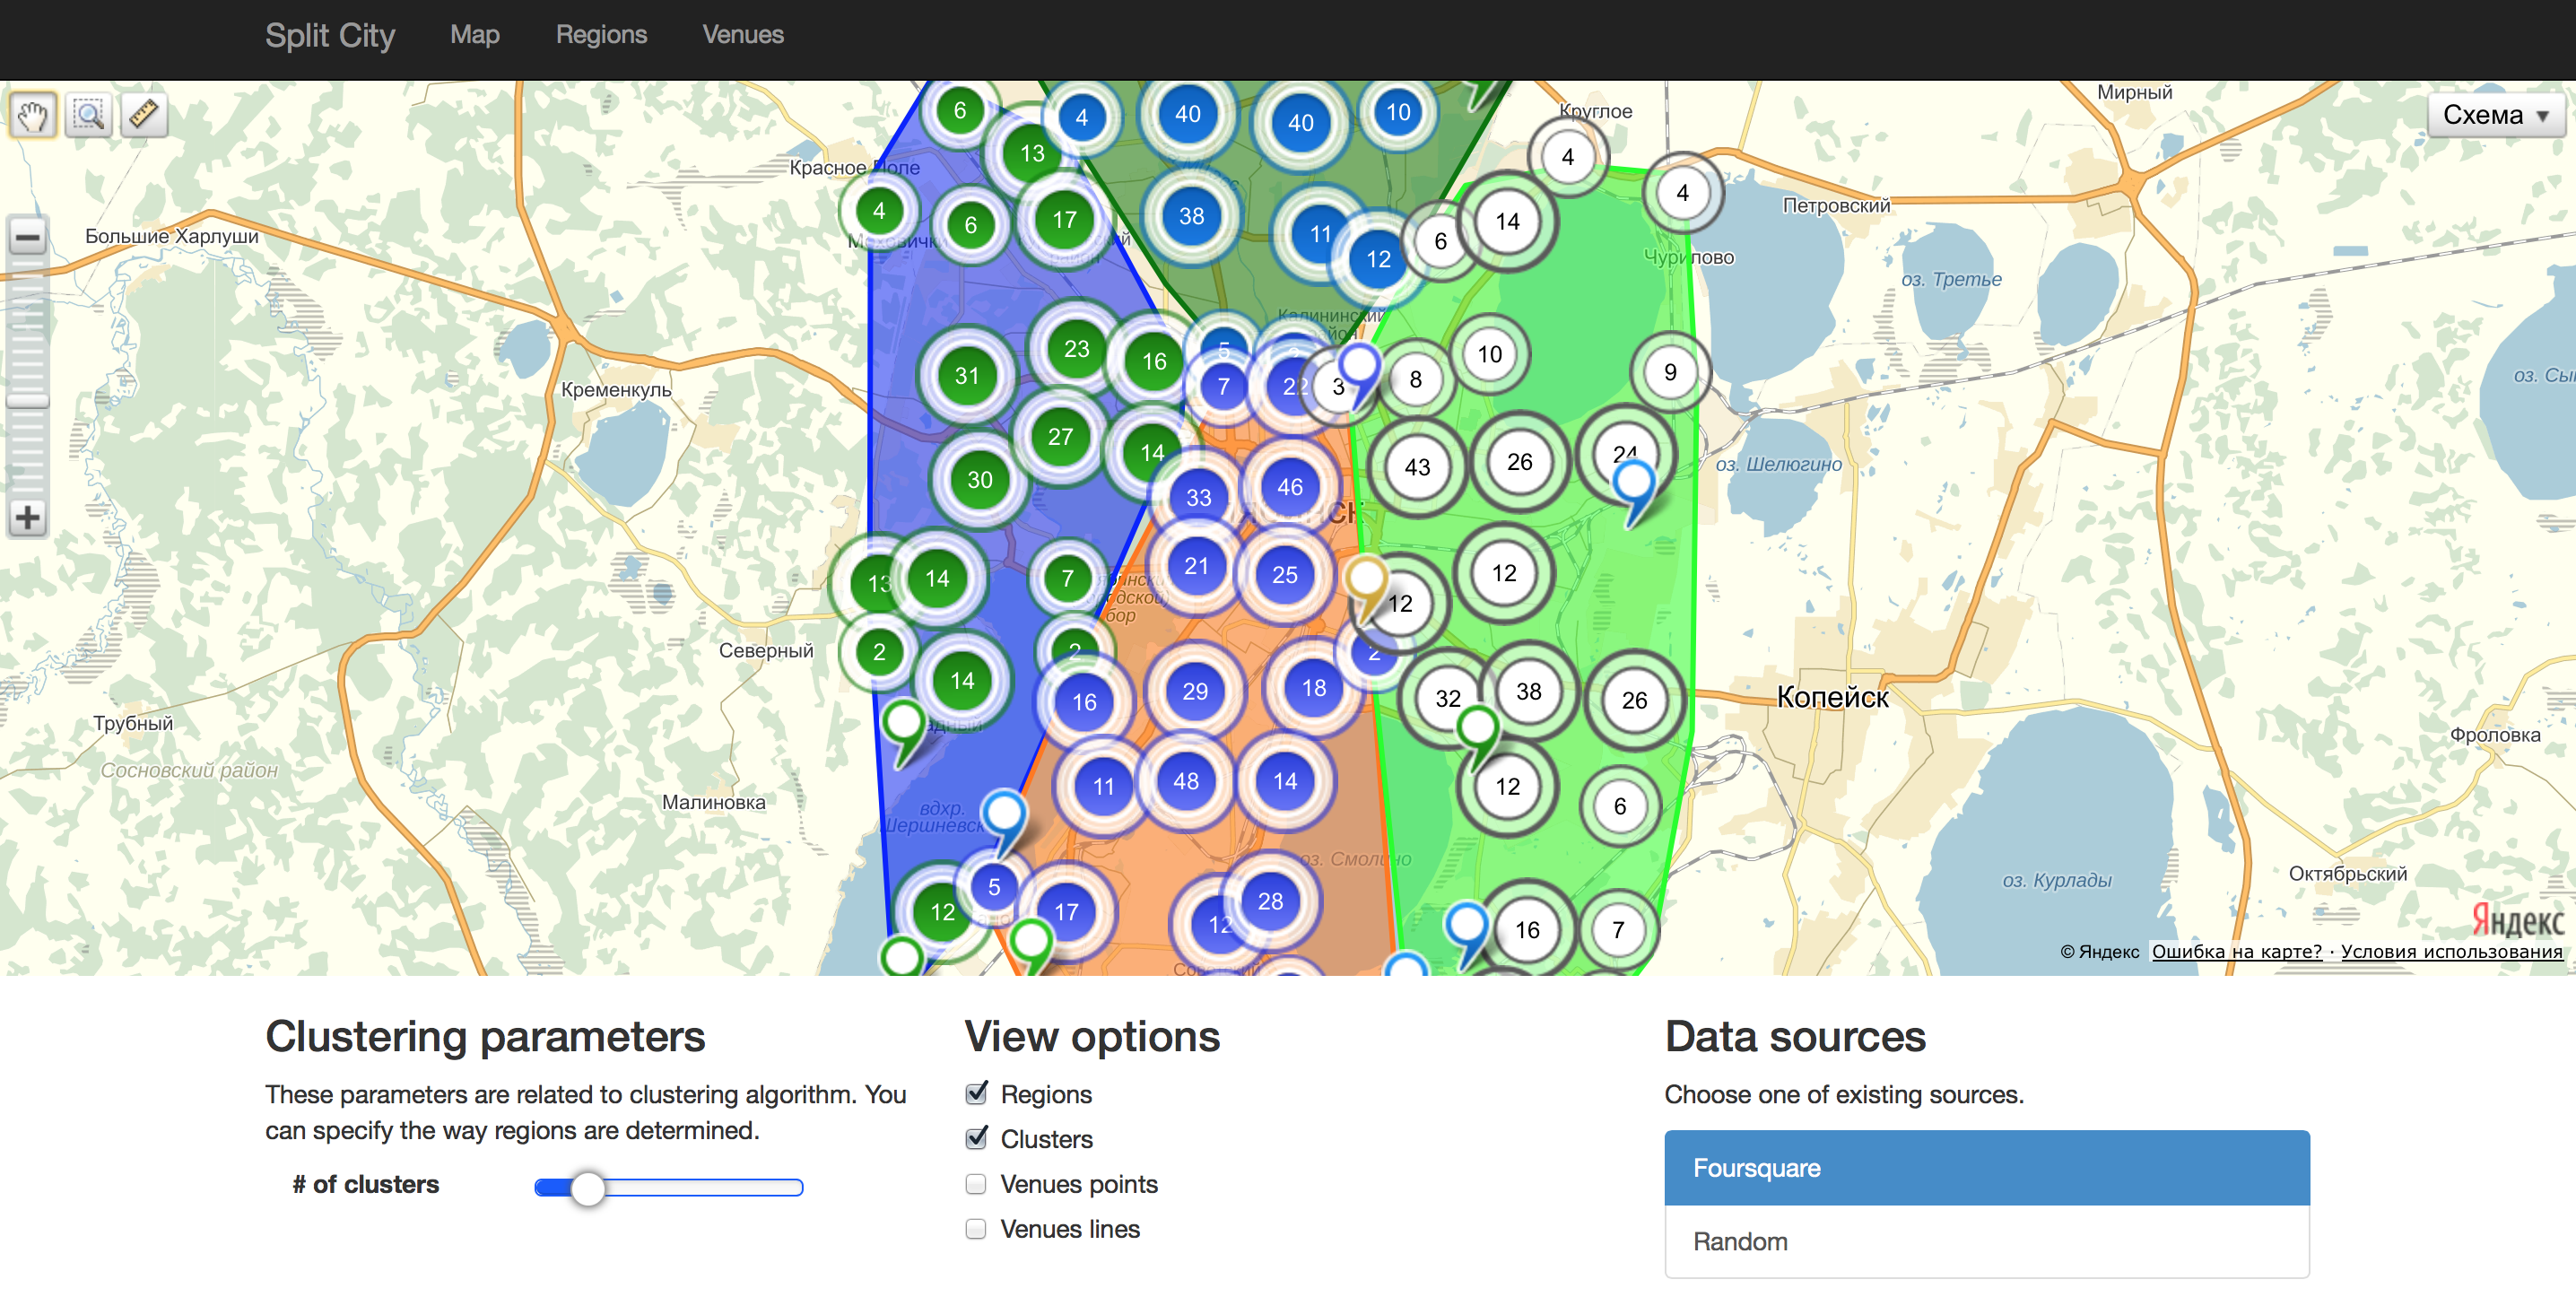 Split City
Map
Regions
Venues
Схема
Мирный
Круглое
6
4
40
40
10
13
4
Красное Поле
4
6
17
38
11
12
6
14
4
Петровский
Большие Харлуши
Чурилово
оз. Третье
Калининский
5
23
16
31
7
22
3
8
10
9
Кременкуль
27
14
30
33
46
43
26
24
оз. Шелюгино
13
14
7
21
25
12
12
бор
2
14
2
16
29
18
2
32
38
26
Северный
Копейск
Трубный
Фроловка
Сосновский район
11
48
14
12
6
Малиновка
вдхр.
оз. Смолино
Октябрьский
оз. Курлады
12
5
17
12
28
16
7
Яндекс
© Яндекс Ошибка на карте? · Условия использования
Clustering parameters
These parameters are related to clustering algorithm. You
can specify the way regions are determined.
# of clusters
View options
Regions
Clusters
Venues points
Venues lines
Data sources
Choose one of existing sources.
Foursquare
Random